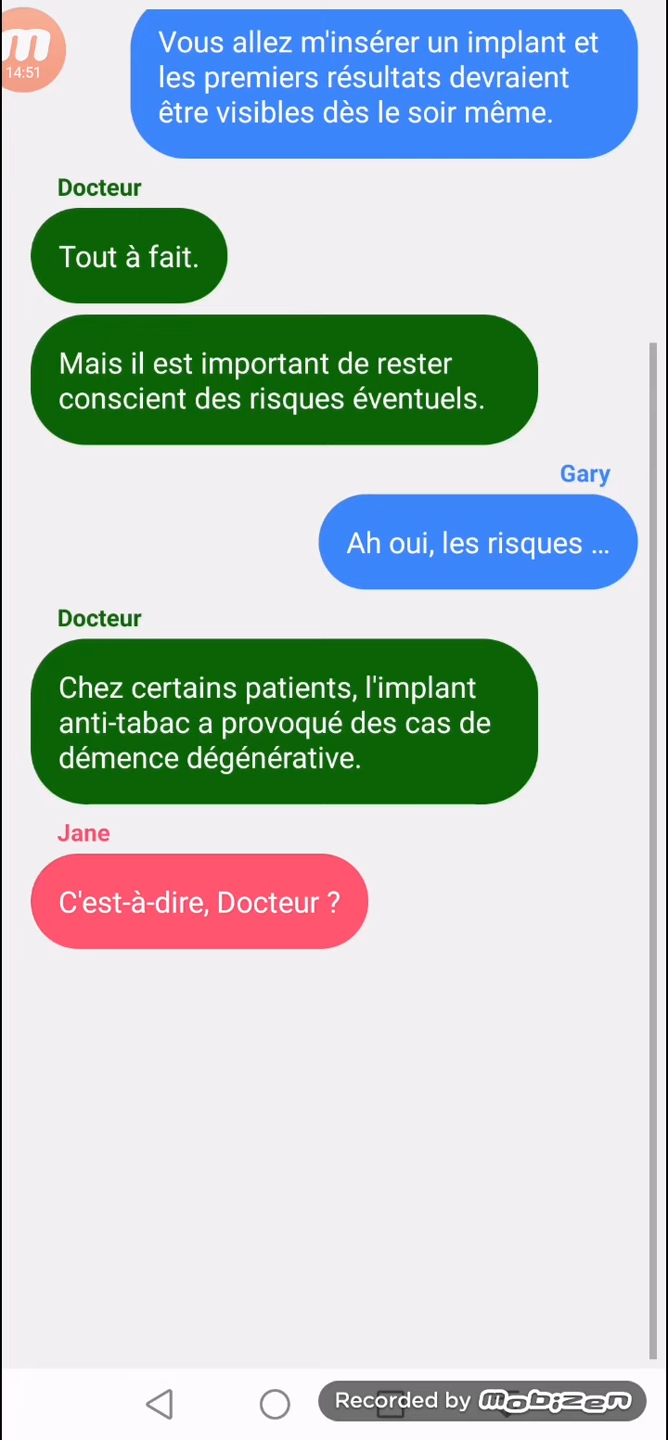 m
14:51
Vous allez m'insérer un implant et
les premiers résultats devraient
être visibles dès le soir même.
Docteur
Tout à fait.
Mais il est important de rester
conscient des risques éventuels.
Gary
Ah oui, les risques ...
Docteur
Chez certains patients, l'implant
anti-tabac a provoqué des cas de
démence dégénérative.
Jane
C'est-à-dire, Docteur ?
Recorded by mobizen